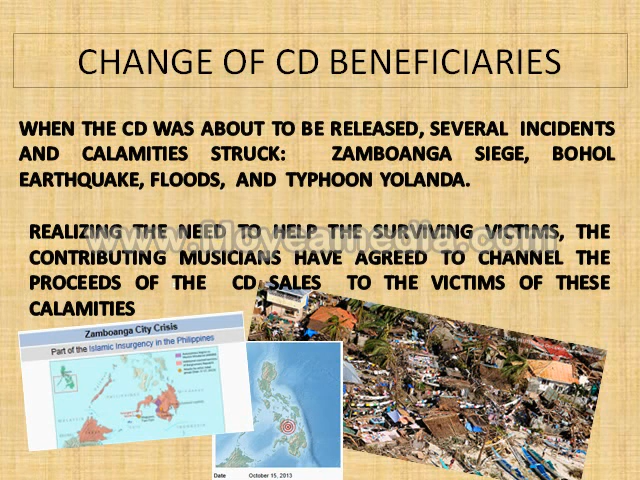 CHANGE OF CD BENEFICIARIES
WHEN THE CD WAS ABOUT TO BE RELEASED, SEVERAL INCIDENTS
AND CALAMITIES STRUCK: ZAMBOANGA SIEGE, BOHOL
EARTHQUAKE, FLOODS, AND TYPHOON YOLANDA.
REALIZING THE NEED TO HELP THE SURVIVING VICTIMS, THE
www.Moveamedia.com
CONTRIBUTING MUSICIANS HAVE AGREED TO CHANNEL THE
PROCEEDS OF THE CD SALES TO THE VICTIMS OF THESE
CALAMITIES
Zamboanga City Crisis
Part of the Islamic Insurgency in the Philippines
Date October 15, 2013